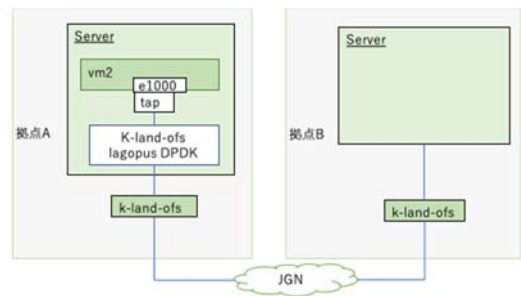 Server
vm2
e1000
tap
拠点A
K-land-ofs
lagopus DPDK
k-land-ofs
Server
拠点B
k-land-ofs
JGN